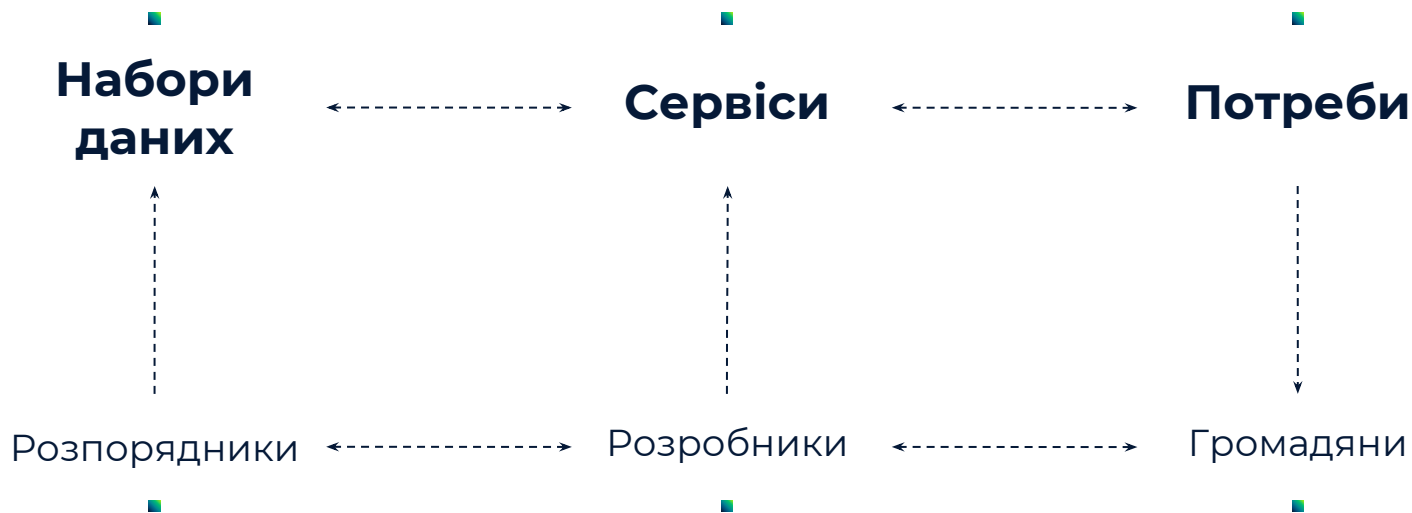 Набори
даних
Сервіси
Потреби
Розпорядники
Розробники
Громадяни